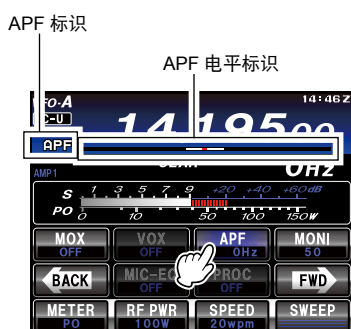 APF 标识
APF 电平标识
VFO-A
14:46Z
C-U
14,195,00
APF
AMP1
0Hz
S 1 3 5 7 9 +20 +40 +60dB
PO 0 10 50 100 150W
MOX OFF
VOX OFF
APF 0Hz
MONI 50
BACK
MIC-EQ OFF
PROC OFF
FWD
METER PO
RF PWR 100W
SPEED 20wpm
SWEEP